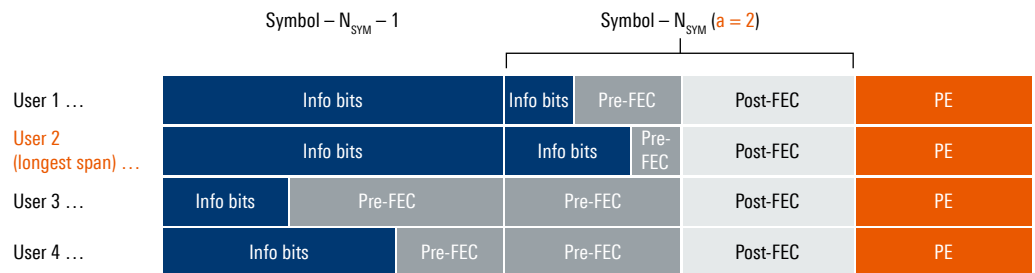 Symbol – N_SYM – 1
Symbol – N_SYM (a = 2)
User 1 … Info bits Info bits Pre-FEC Post-FEC PE
User 2
(longest span) … Info bits Info bits Pre-
FEC Post-FEC PE
User 3 … Info bits Pre-FEC Pre-FEC Post-FEC PE
User 4 … Info bits Pre-FEC Pre-FEC Post-FEC PE